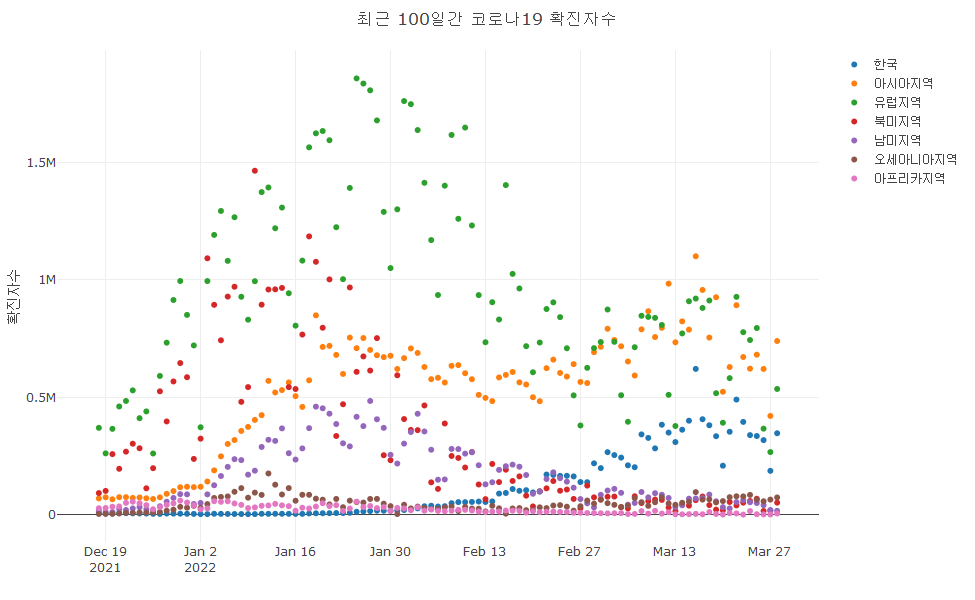 최근 100일간 코로나19 확진자수
한국
아시아지역
유럽지역
북미지역
남미지역
오세아니아지역
아프리카지역
확진자수
1.5M
1M
0.5M
0
Dec 19
2021
Jan 2
2022
Jan 16
Jan 30
Feb 13
Feb 27
Mar 13
Mar 27